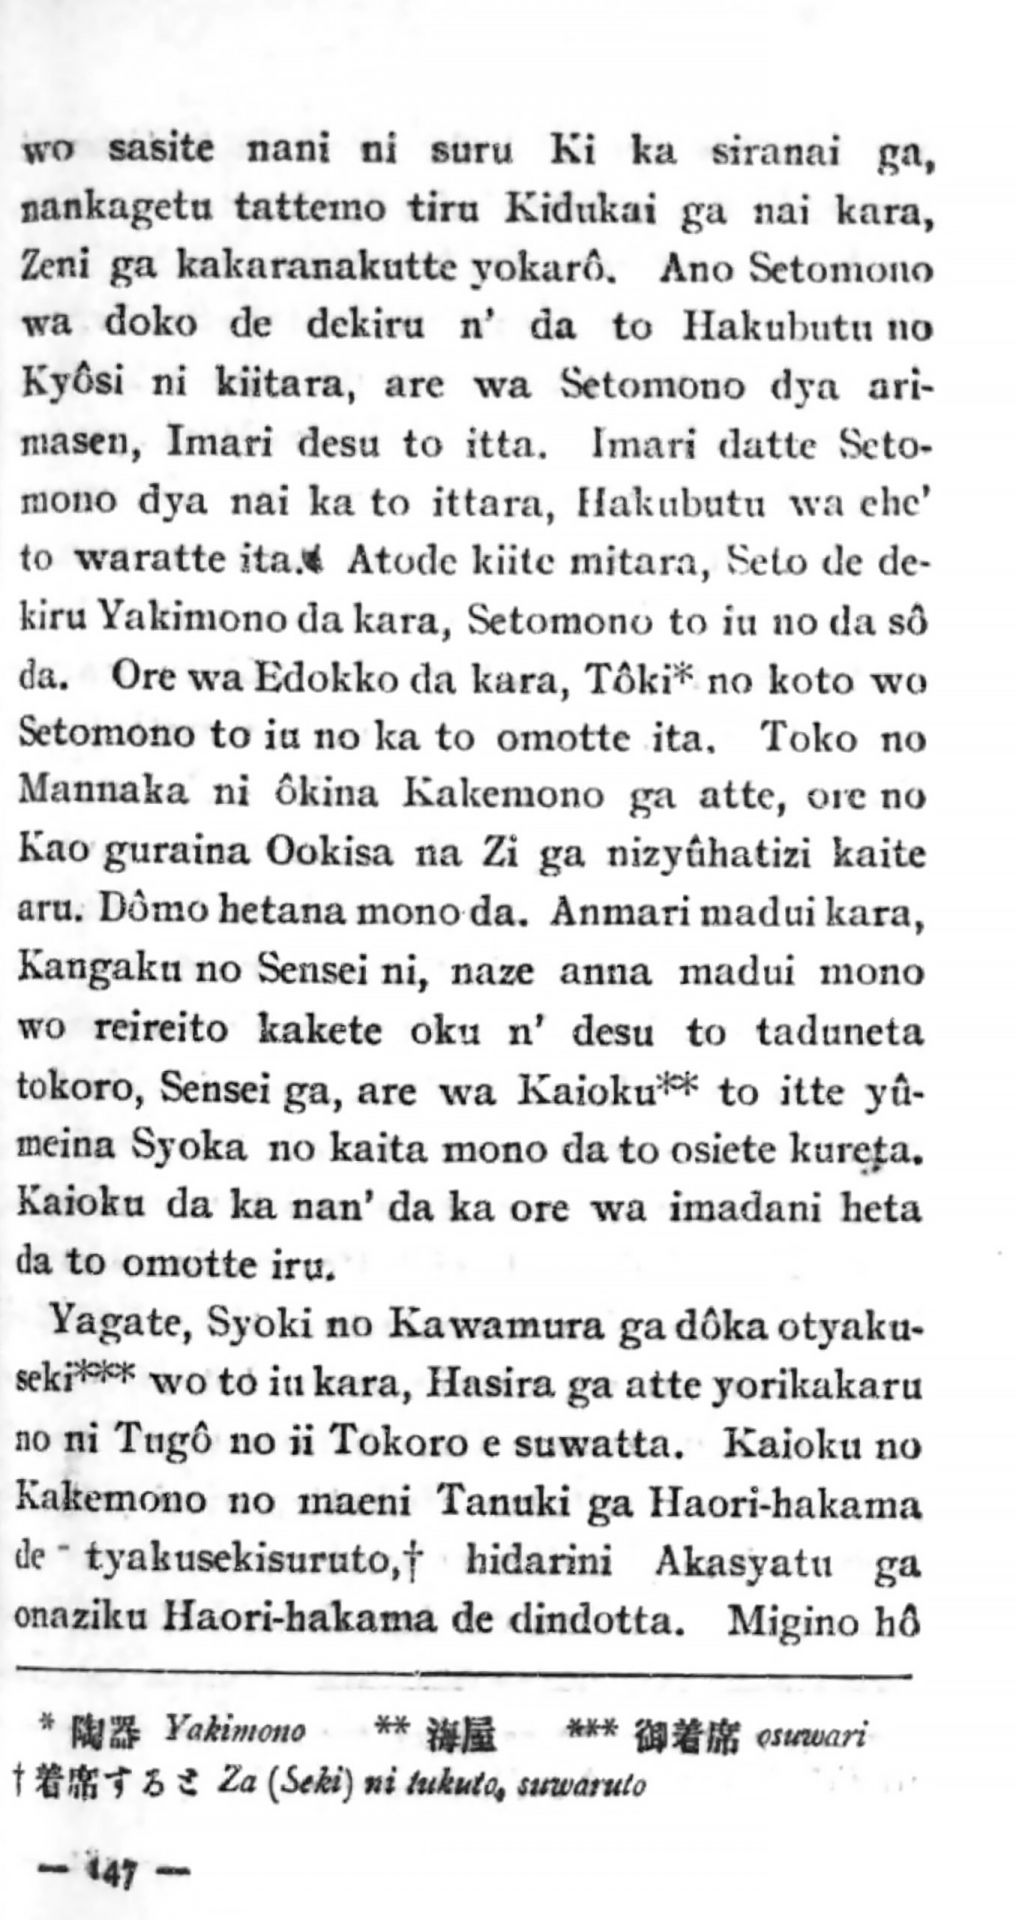 wo sasite nani ni suru Ki ka siranai ga,
nankagetu tattemo tiru Kidukai ga nai kara,
Zeni ga kakaranakutte yokarô. Ano Setomono
wa doko de dekiru n' da to Hakubutu no
Kyôsi ni kiitara, are wa Setomono dya ari-
masen, Imari desu to itta. Imari datte Seto-
mono dya nai ka to ittara, Hakubutu wa ehe'
to waratte ita. Atode kiite mitara, Seto de de-
kiru Yakimono da kara, Setomono to iu no da sô
da. Ore wa Edokko da kara, Tôki* no koto wo
Setomono to iu no ka to omotte ita. Toko no
Mannaka ni ôkina Kakemono ga atte, ore no
Kao guraina Ookisa na Zi ga nizyûhatizi kaite
aru. Dômo hetana mono da. Anmari madui kara,
Kangaku no Sensei ni, naze anna madui mono
wo reireito kakete oku n' desu to taduneta
tokoro, Sensei ga, are wa Kaioku** to itte yû-
meina Syoka no kaita mono da to osiete kureta.
Kaioku da ka nan' da ka ore wa imadani heta
da to omotte iru.
Yagate, Syoki no Kawamura ga dôka otyaku-
seki*** wo to iu kara, Hasira ga atte yorikakaru
no ni Tugô no ii Tokoro e suwatta. Kaioku no
Kakemono no maeni Tanuki ga Haori-hakama
de tyakusekisuruto,† hidarini Akasyatu ga
onaziku Haori-hakama de dindotta. Migino hô
* 陶器 Yakimono ** 海屋 *** 御着席 osuwari
† 着席すると Za (Seki) ni tukuto, suwaruto
— 147 —